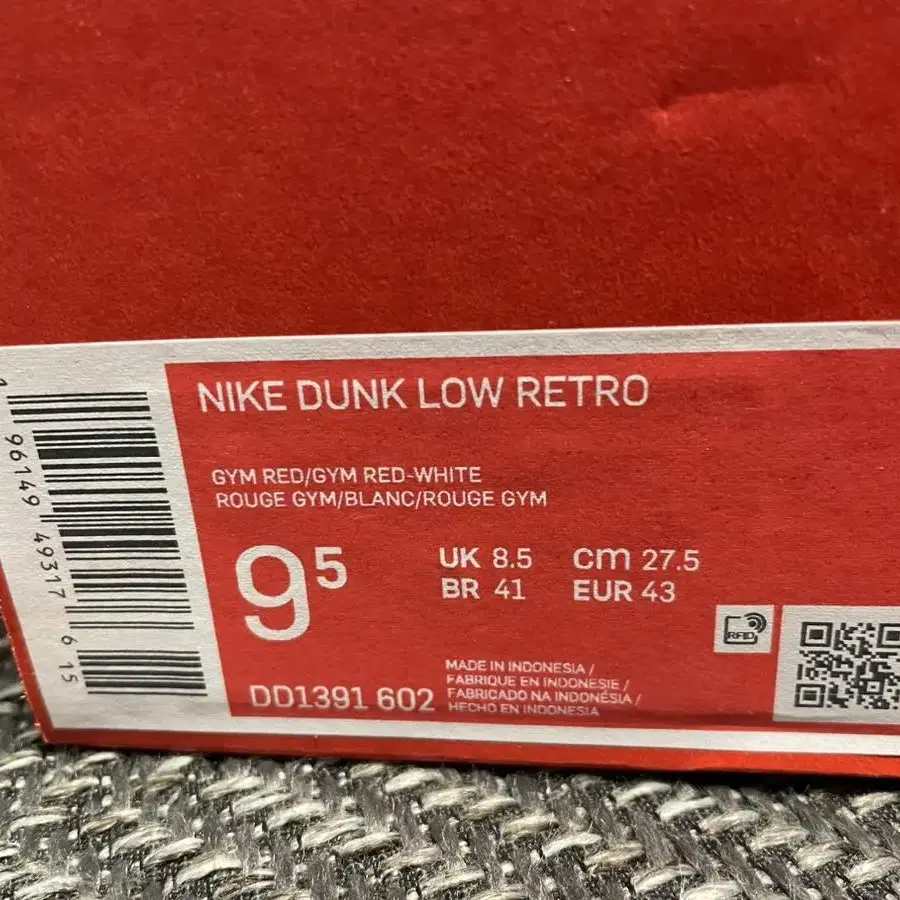 NIKE DUNK LOW RETRO
GYM RED/GYM RED-WHITE
ROUGE GYM/BLANC/ROUGE GYM
9⁵
UK 8.5 cm 27.5
BR 41 EUR 43
RFID
DD1391 602
MADE IN INDONESIA /
FABRIQUE EN INDONESIE /
FABRICADO NA INDONÉSIA /
HECHO EN INDONESIA
96149 49317 6 15